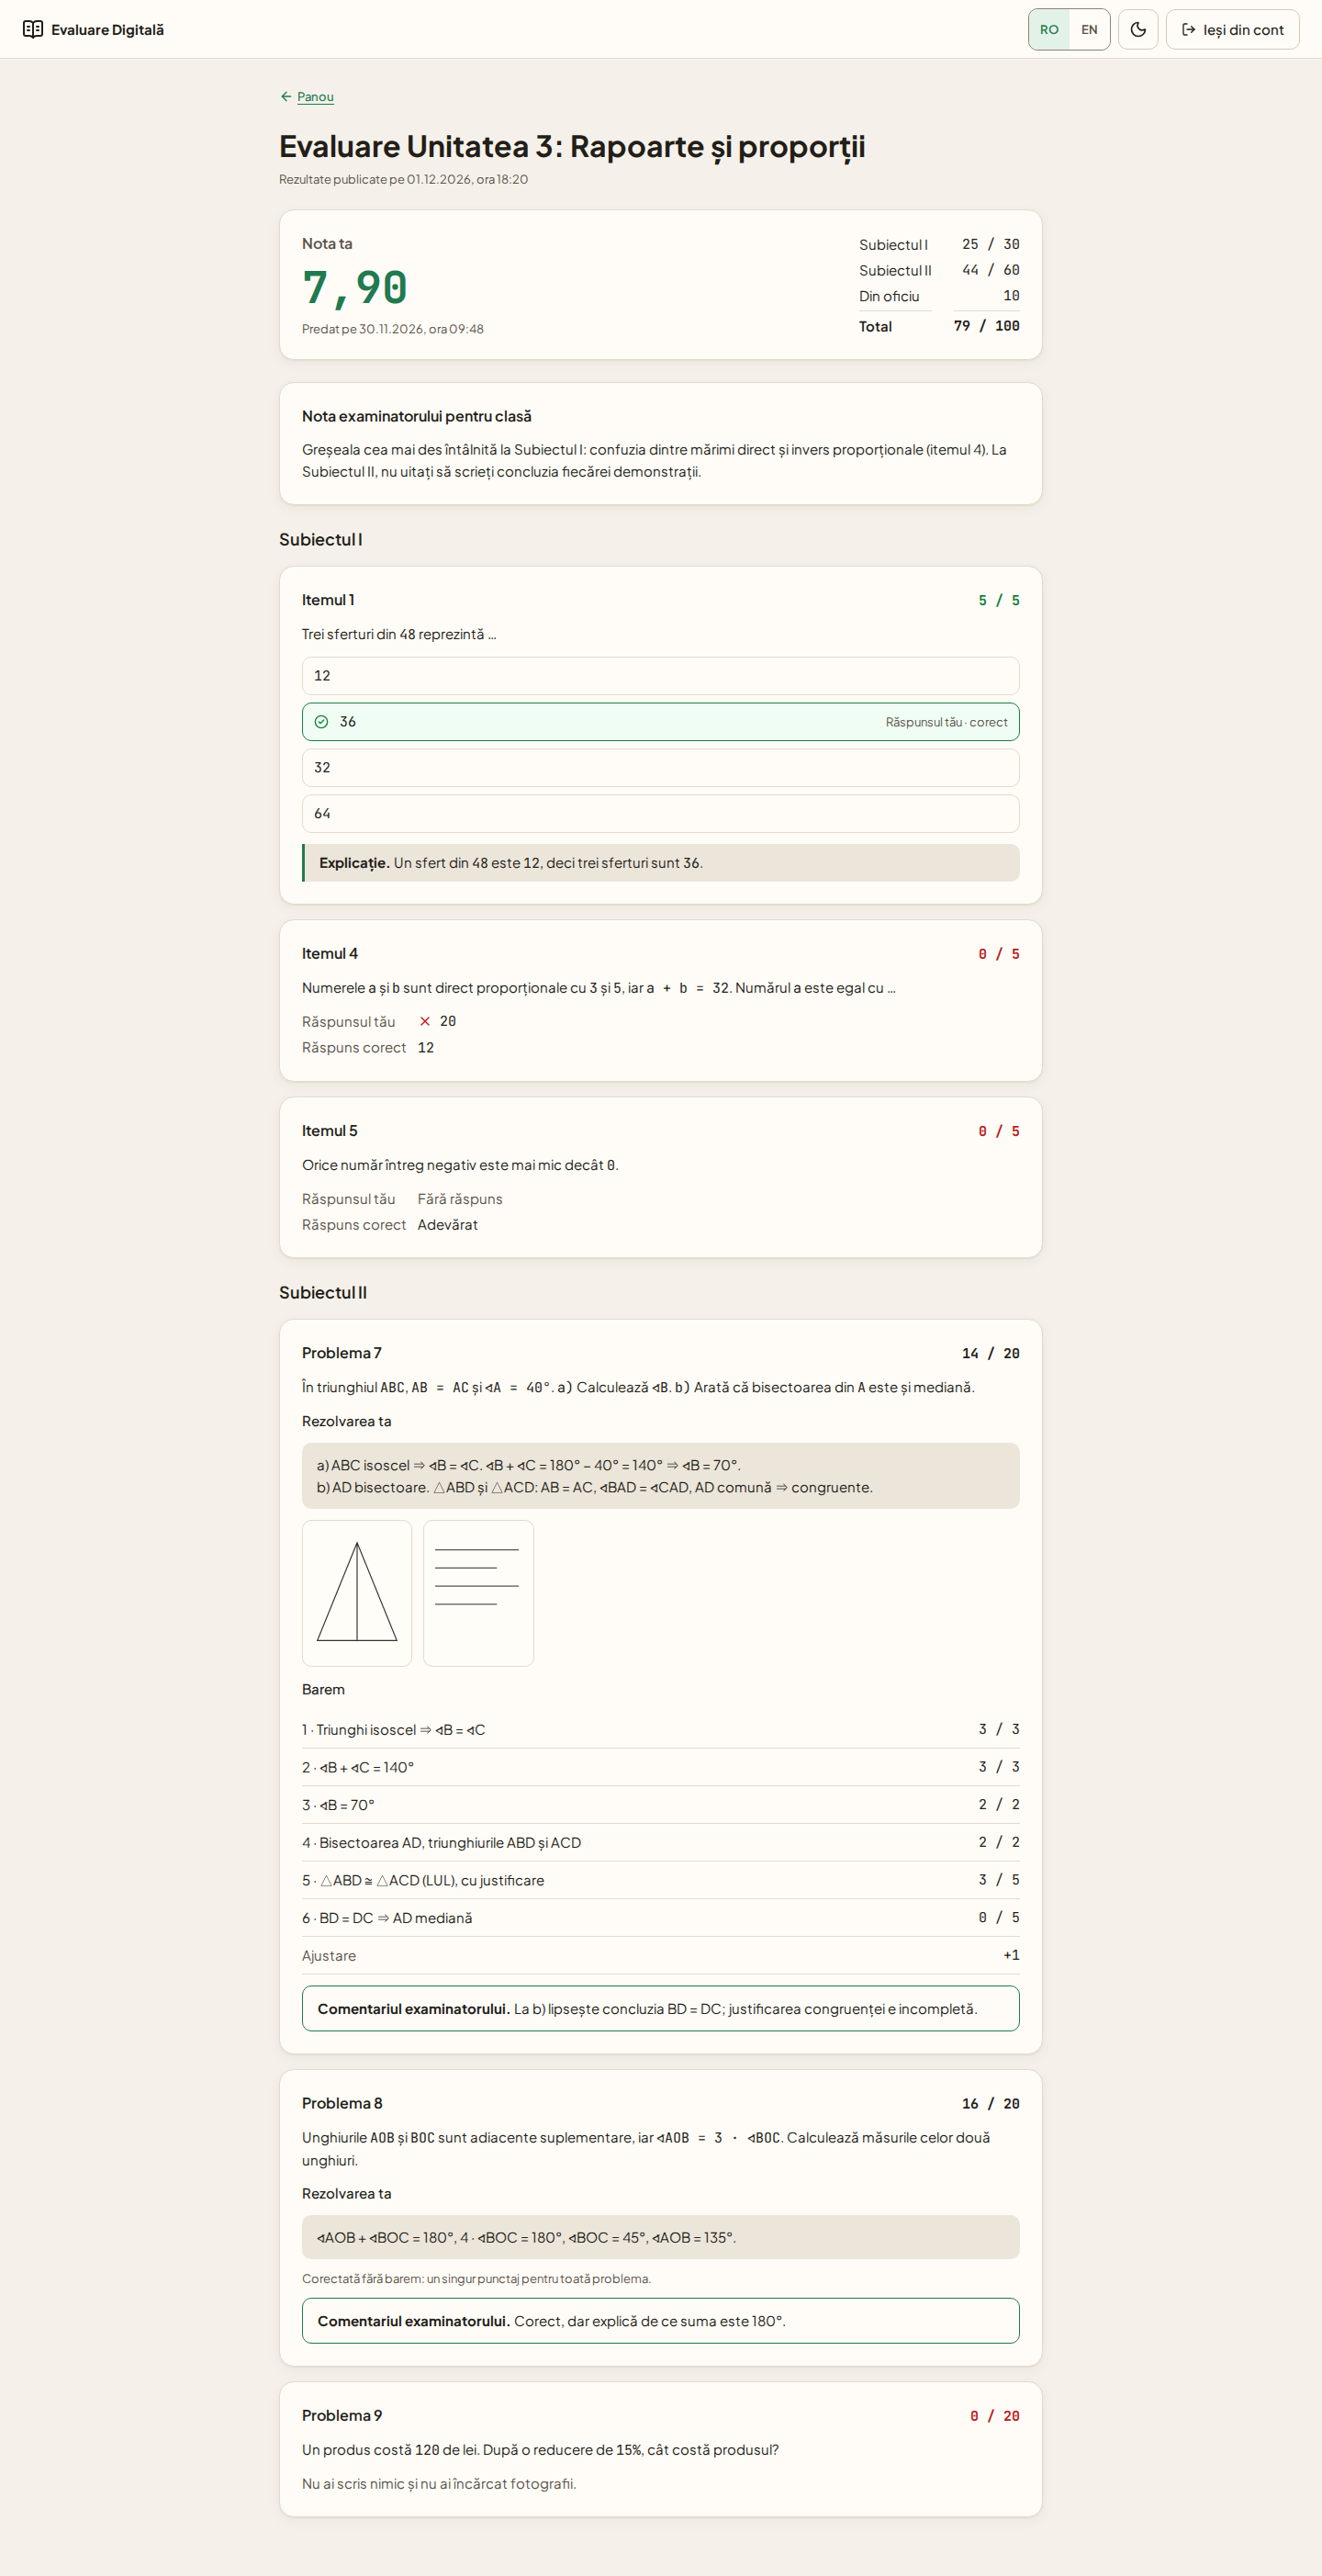 Evaluare Digitală
RO EN
Ieși din cont
Panou
Evaluare Unitatea 3: Rapoarte și proporții
Rezultate publicate pe 01.12.2026, ora 18:20
Nota ta
7,90
Predat pe 30.11.2026, ora 09:48
Subiectul I 25 / 30
Subiectul II 44 / 60
Din oficiu 10
Total 79 / 100
Nota examinatorului pentru clasă
Greșeala cea mai des întâlnită la Subiectul I: confuzia dintre mărimi direct și invers proporționale (itemul 4). La
Subiectul II, nu uitați să scrieți concluzia fiecărei demonstrații.
Subiectul I
Itemul 1 5 / 5
Trei sferturi din 48 reprezintă …
12
36 Răspunsul tău · corect
32
64
Explicație. Un sfert din 48 este 12, deci trei sferturi sunt 36.
Itemul 4 0 / 5
Numerele a și b sunt direct proporționale cu 3 și 5, iar a + b = 32. Numărul a este egal cu …
Răspunsul tău 20
Răspuns corect 12
Itemul 5 0 / 5
Orice număr întreg negativ este mai mic decât 0.
Răspunsul tău Fără răspuns
Răspuns corect Adevărat
Subiectul II
Problema 7 14 / 20
În triunghiul ABC, AB = AC și ∢A = 40°. a) Calculează ∢B. b) Arată că bisectoarea din A este și mediană.
Rezolvarea ta
a) ABC isoscel ⇒ ∢B = ∢C. ∢B + ∢C = 180° − 40° = 140° ⇒ ∢B = 70°.
b) AD bisectoare. △ABD și △ACD: AB = AC, ∢BAD = ∢CAD, AD comună ⇒ congruente.
Barem
1 · Triunghi isoscel ⇒ ∢B = ∢C 3 / 3
2 · ∢B + ∢C = 140° 3 / 3
3 · ∢B = 70° 2 / 2
4 · Bisectoarea AD, triunghiurile ABD și ACD 2 / 2
5 · △ABD ≅ △ACD (LUL), cu justificare 3 / 5
6 · BD = DC ⇒ AD mediană 0 / 5
Ajustare +1
Comentariul examinatorului. La b) lipsește concluzia BD = DC; justificarea congruenței e incompletă.
Problema 8 16 / 20
Unghiurile AOB și BOC sunt adiacente suplementare, iar ∢AOB = 3 · ∢BOC. Calculează măsurile celor două
unghiuri.
Rezolvarea ta
∢AOB + ∢BOC = 180°, 4 · ∢BOC = 180°, ∢BOC = 45°, ∢AOB = 135°.
Corectată fără barem: un singur punctaj pentru toată problema.
Comentariul examinatorului. Corect, dar explică de ce suma este 180°.
Problema 9 0 / 20
Un produs costă 120 de lei. După o reducere de 15%, cât costă produsul?
Nu ai scris nimic și nu ai încărcat fotografii.